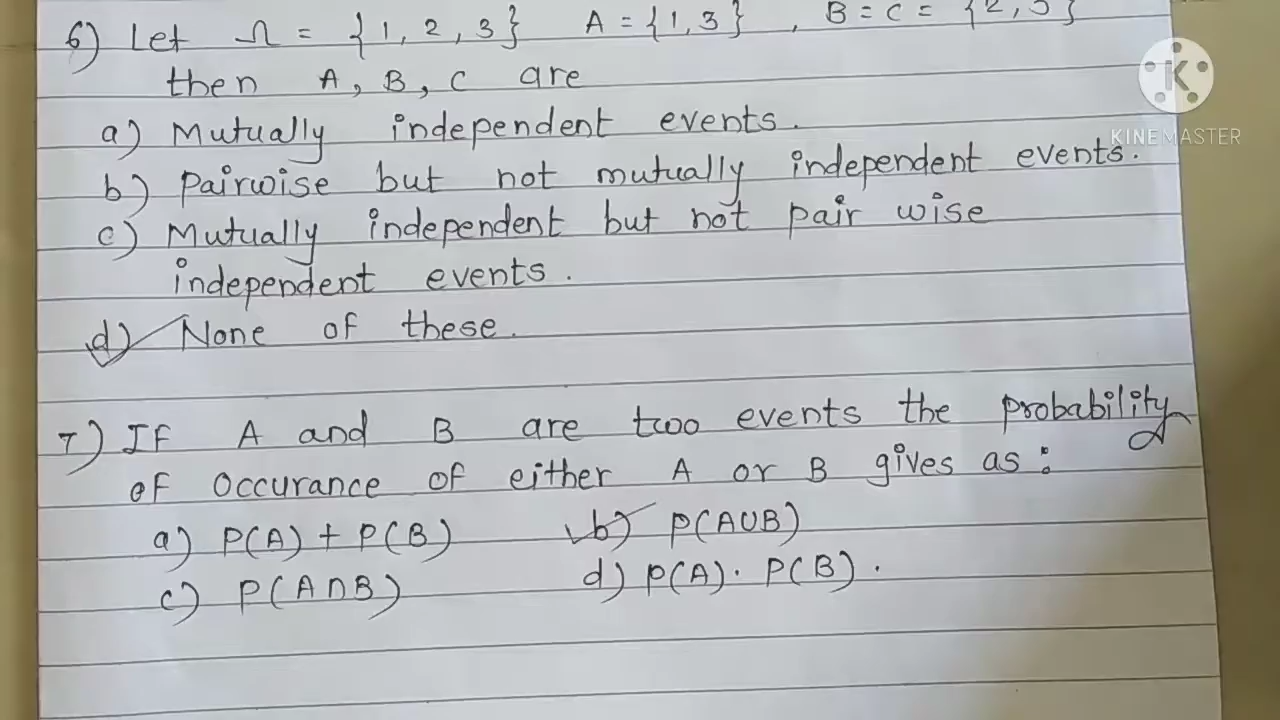 6) Let Ω = {1, 2, 3} A = {1, 3} , B = C = {2, 3}
then A, B, C are
a) Mutually independent events.
b) Pairwise but not mutually independent events.
c) Mutually independent but not pair wise
independent events.
d) None of these.
7) IF A and B are two events the probability
of occurance of either A or B gives as :
a) P(A) + P(B) b) P(A∪B)
c) P(A∩B) d) P(A). P(B).
KINEMASTER